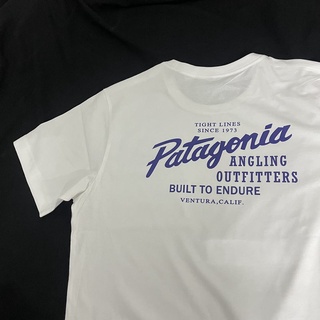 TIGHT LINES
SINCE 1973
Patagonia
ANGLING
OUTFITTERS
BUILT TO ENDURE
VENTURA, CALIF.